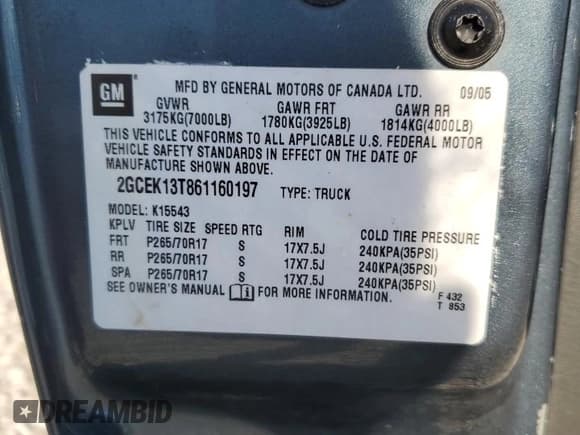 GM ®
MFD BY GENERAL MOTORS OF CANADA LTD. 09/05
GVWR GAWR FRT GAWR RR
3175KG(7000LB) 1780KG(3925LB) 1814KG(4000LB)
THIS VEHICLE CONFORMS TO ALL APPLICABLE U.S. FEDERAL MOTOR
VEHICLE SAFETY STANDARDS IN EFFECT ON THE DATE OF
MANUFACTURE SHOWN ABOVE.
2GCEK13T861160197 TYPE: TRUCK
MODEL: K15543
KPLV TIRE SIZE SPEED RTG RIM COLD TIRE PRESSURE
FRT P265/70R17 S 17X7.5J 240KPA(35PSI)
RR P265/70R17 S 17X7.5J 240KPA(35PSI)
SPA P265/70R17 S 17X7.5J 240KPA(35PSI)
SEE OWNER'S MANUAL FOR MORE INFORMATION.
F 432
T 853
DREAMBID